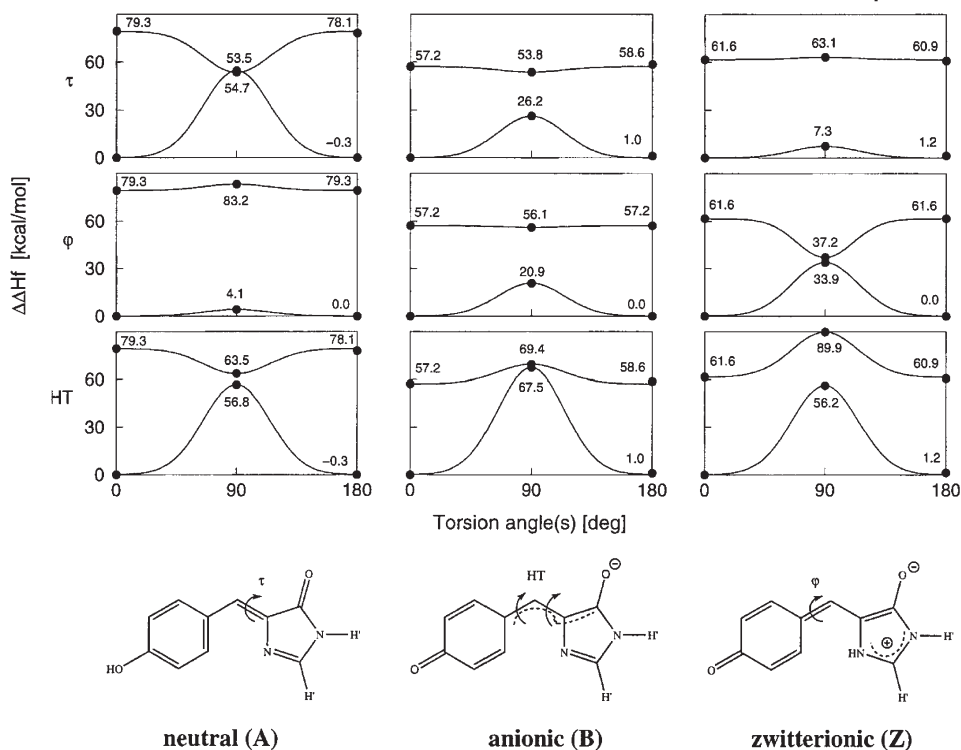 79.3 78.1 57.2 53.8 58.6 61.6 63.1 60.9
60 53.5
τ 54.7
30 26.2
-0.3 1.0 7.3 1.2
0
79.3 79.3 57.2 56.1 57.2 61.6 61.6
83.2
60
φ 37.2
30 20.9 33.9
4.1 0.0 0.0 0.0
0
ΔΔHf [kcal/mol]
79.3 78.1 57.2 69.4 58.6 61.6 89.9 60.9
60 63.5 67.5
HT 56.8 56.2
30
-0.3 1.0 1.2
0
0 90 180 0 90 180 0 90 180
Torsion angle(s) [deg]
O τ N H' N H' HO
O⊖ HT N H' N H' O
O⊖ φ N H' ⊕ HN H' O
neutral (A) anionic (B) zwitterionic (Z)